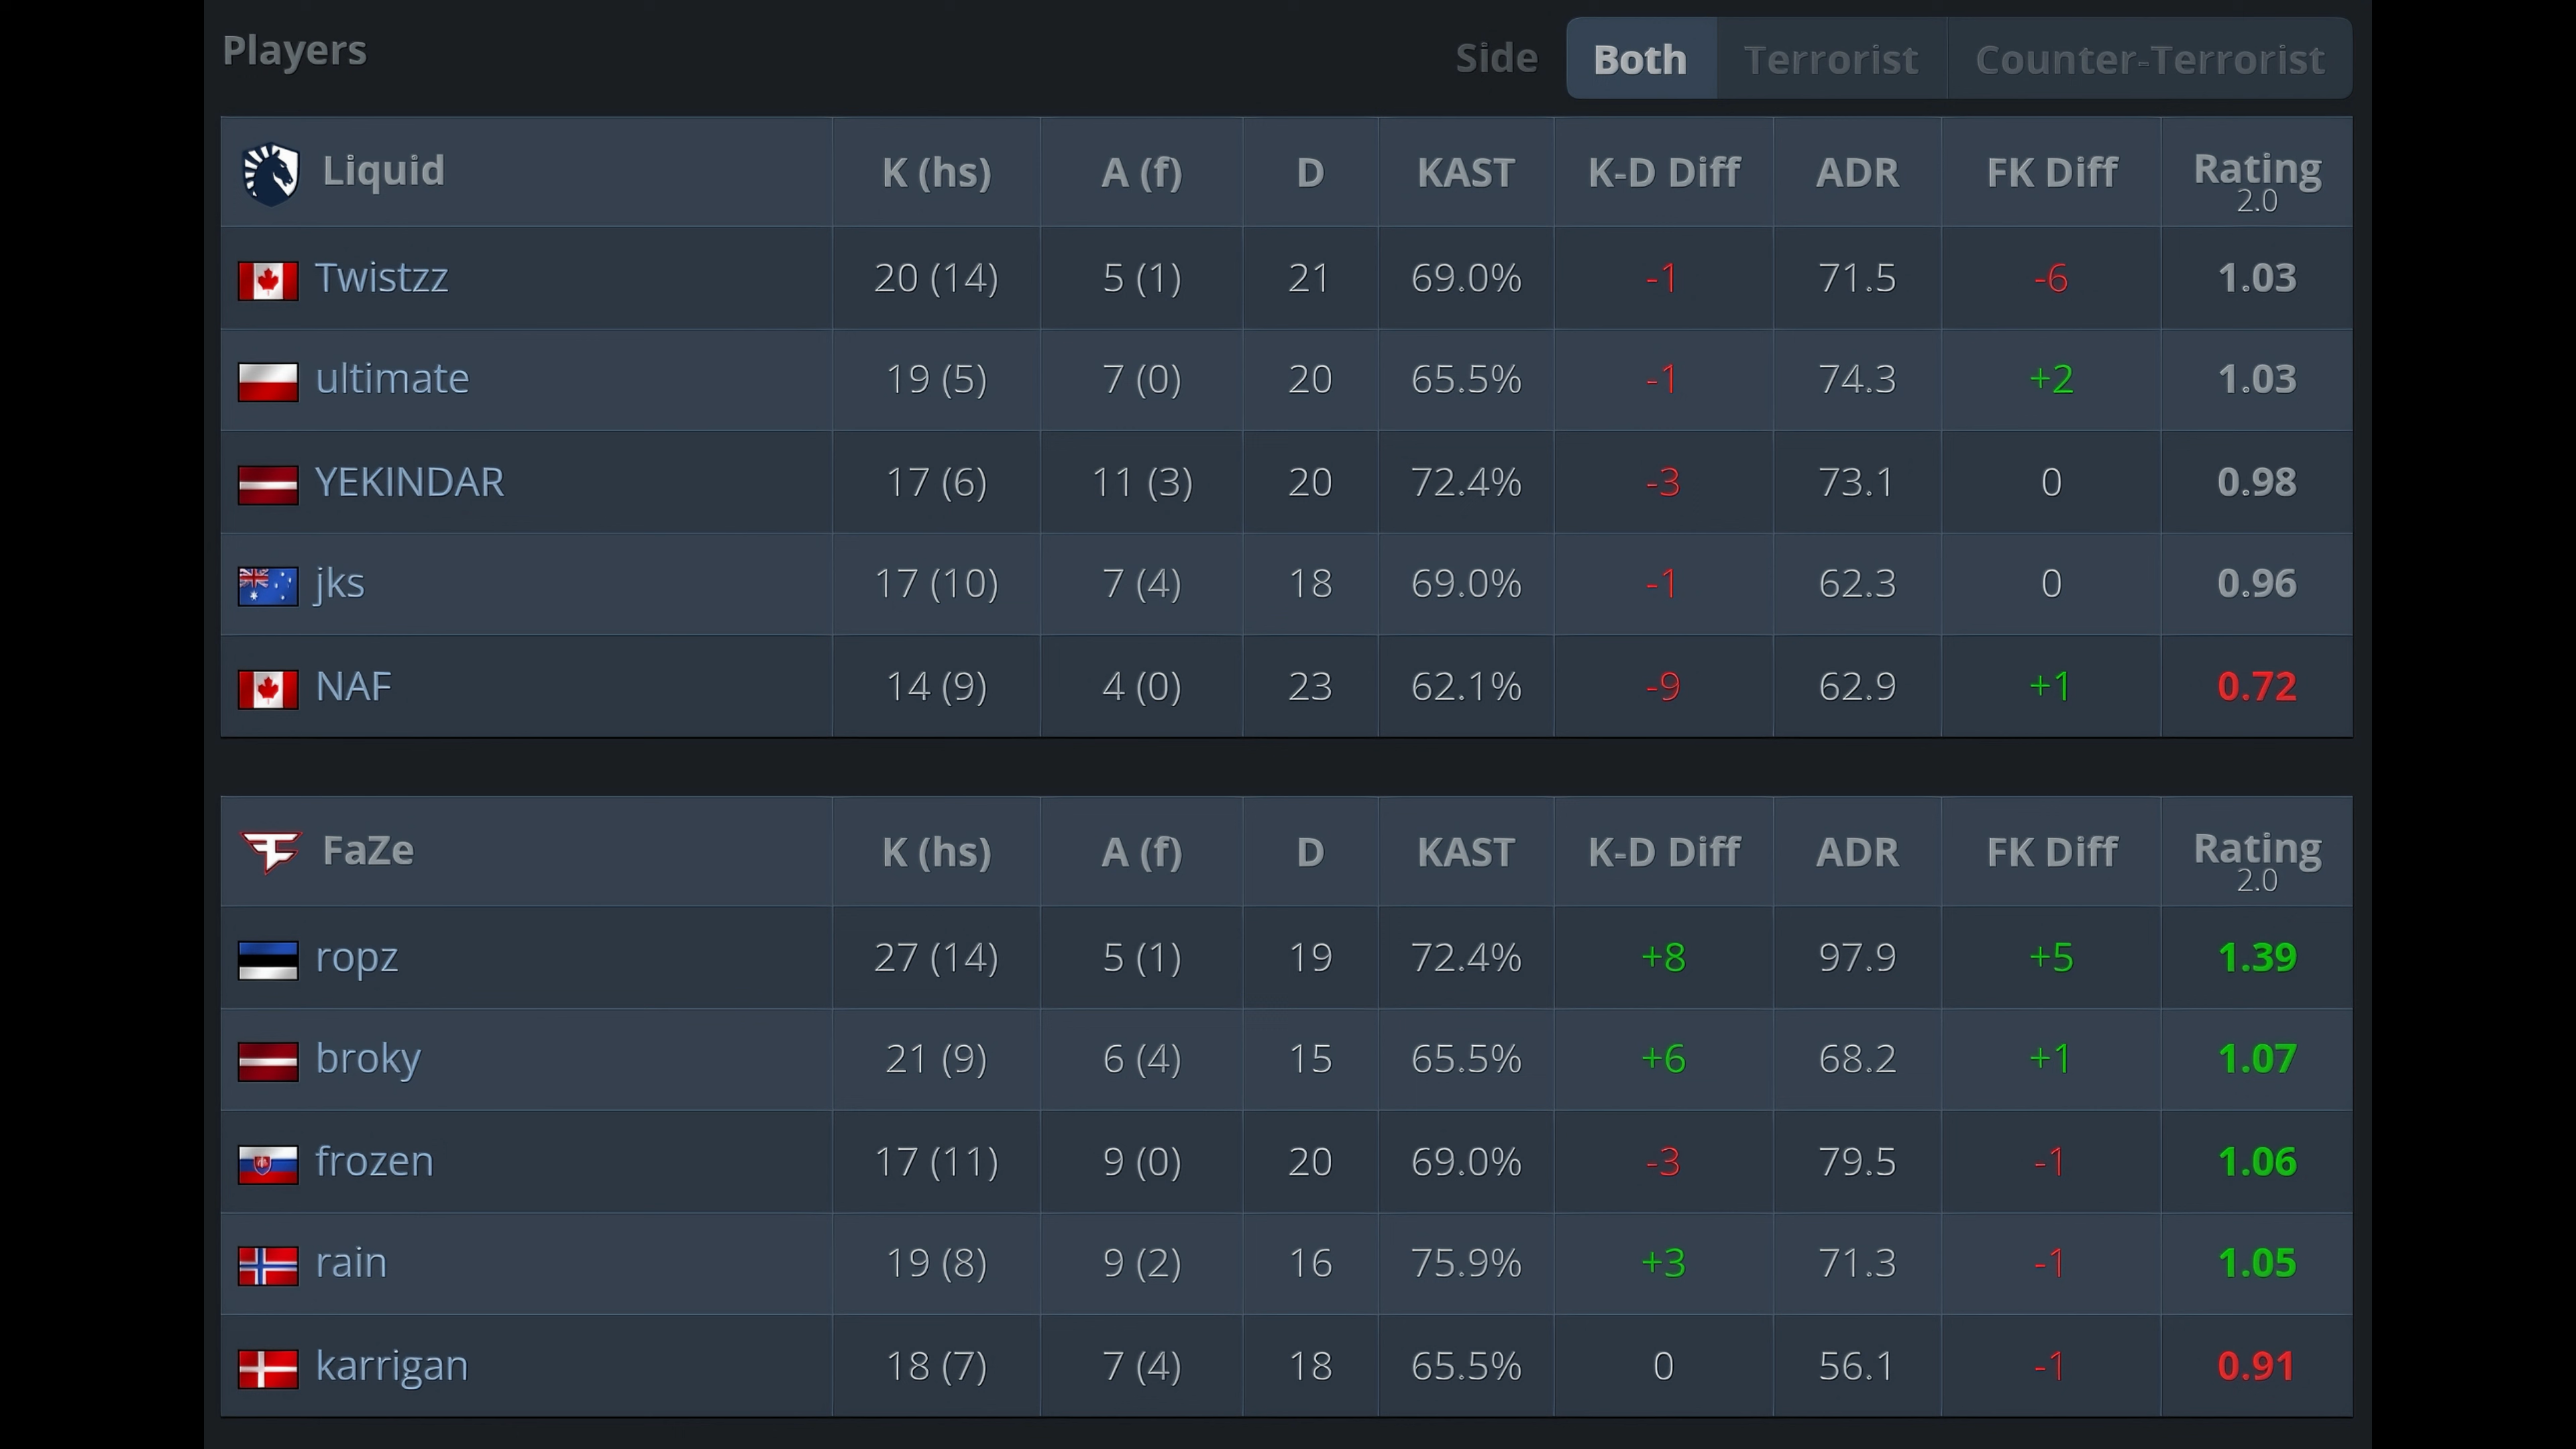 Players Side Both Terrorist Counter-Terrorist
Liquid K (hs) A (f) D KAST K-D Diff ADR FK Diff Rating 2.0
Twistzz 20 (14) 5 (1) 21 69.0% -1 71.5 -6 1.03
ultimate 19 (5) 7 (0) 20 65.5% -1 74.3 +2 1.03
YEKINDAR 17 (6) 11 (3) 20 72.4% -3 73.1 0 0.98
jks 17 (10) 7 (4) 18 69.0% -1 62.3 0 0.96
NAF 14 (9) 4 (0) 23 62.1% -9 62.9 +1 0.72
FaZe K (hs) A (f) D KAST K-D Diff ADR FK Diff Rating 2.0
ropz 27 (14) 5 (1) 19 72.4% +8 97.9 +5 1.39
broky 21 (9) 6 (4) 15 65.5% +6 68.2 +1 1.07
frozen 17 (11) 9 (0) 20 69.0% -3 79.5 -1 1.06
rain 19 (8) 9 (2) 16 75.9% +3 71.3 -1 1.05
karrigan 18 (7) 7 (4) 18 65.5% 0 56.1 -1 0.91